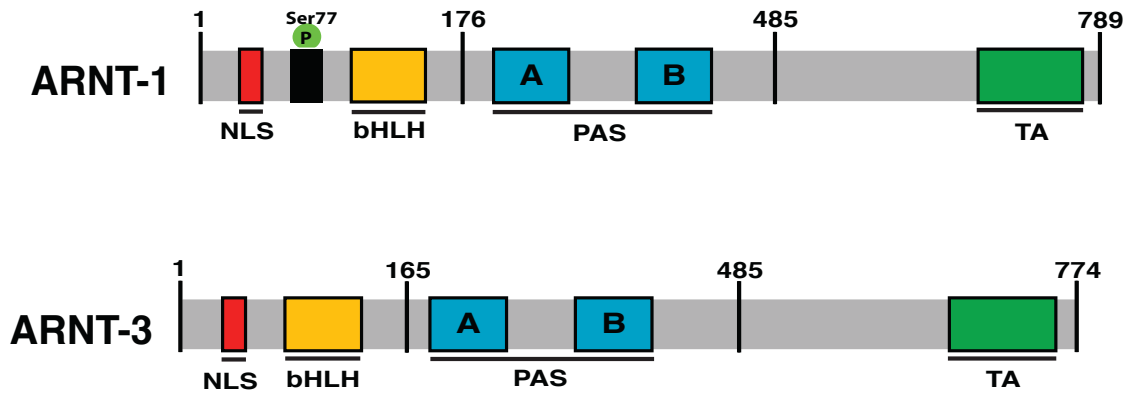 Ser77
1 176 485 789
P
ARNT-1 A B
NLS bHLH PAS TA
1 165 485 774
ARNT-3 A B
NLS bHLH PAS TA